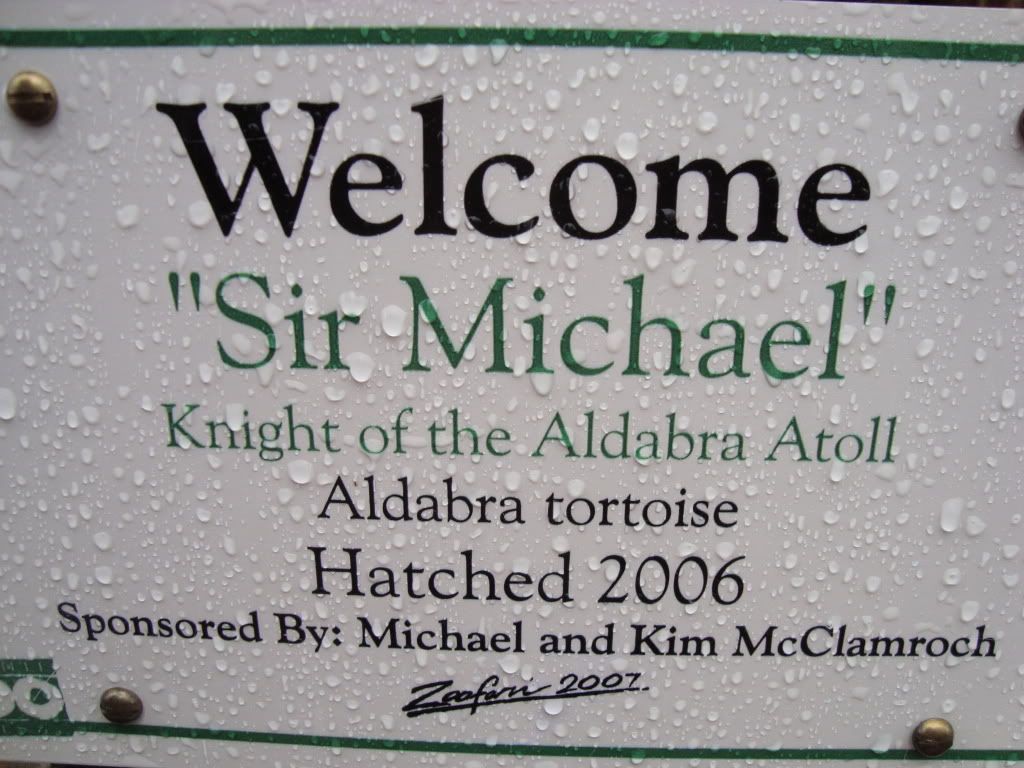 Welcome
"Sir Michael"
Knight of the Aldabra Atoll
Aldabra tortoise
Hatched 2006
Sponsored By: Michael and Kim McClamroch
Zoofari 2007.